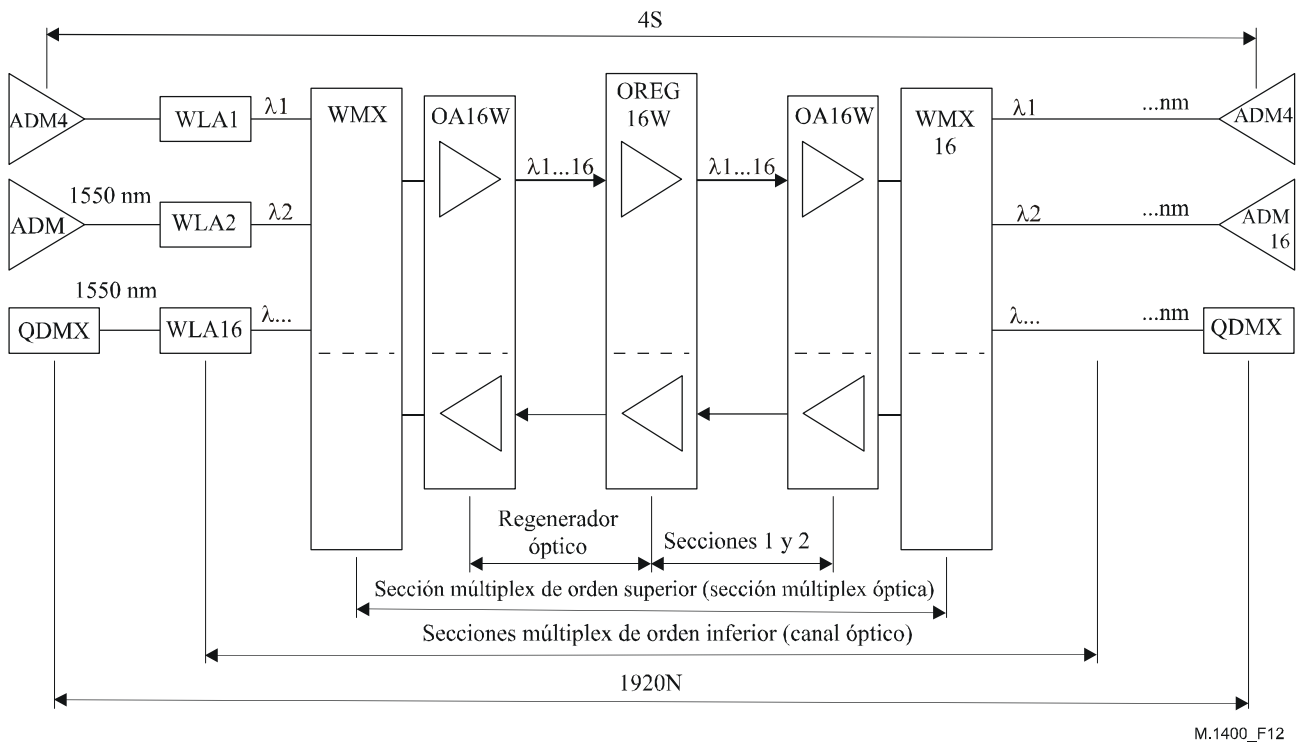 4S
ADM4
WLA1
λ1
WMX
OA16W
OREG
16W
OA16W
WMX
16
λ1
...nm
ADM4
λ1...16
λ1...16
1550 nm
ADM
WLA2
λ2
λ2
...nm
ADM
16
1550 nm
QDMX
WLA16
λ...
λ...
...nm
QDMX
Regenerador
óptico
Secciones 1 y 2
Sección múltiplex de orden superior (sección múltiplex óptica)
Secciones múltiplex de orden inferior (canal óptico)
1920N
M.1400_F12